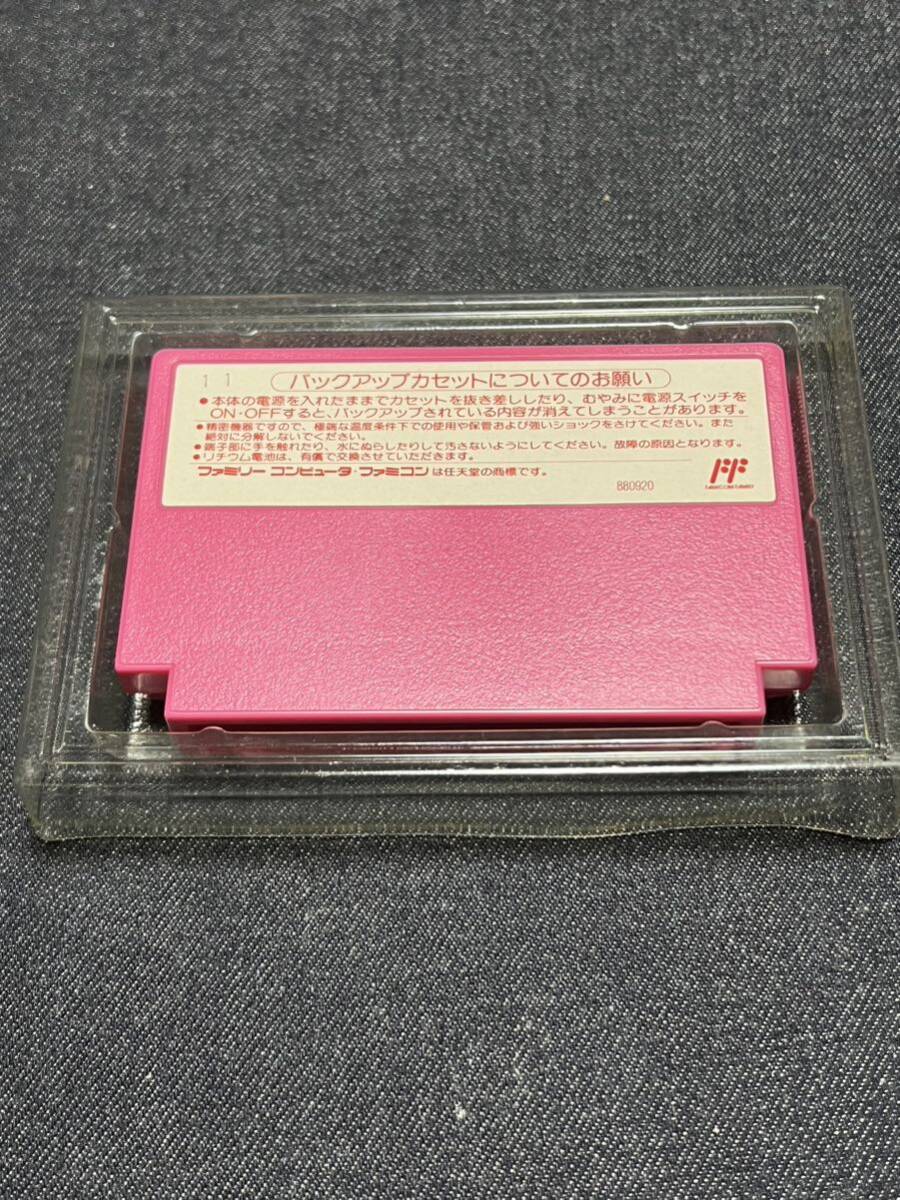 11
バックアップカセットについてのお願い
●本体の電源を入れたままでカセットを抜き差ししたり、むやみに電源スイッチを
ON・OFFすると、バックアップされている内容が消えてしまうことがあります。
●精密機器ですので、極端な温度条件下での使用や保管および強いショックをさけてください。また
絶対に分解しないでください。
●端子部に手を触れたり、水にぬらしたりして汚さないようにしてください。故障の原因となります。
●リチウム電池は、有償で交換させていただきます。
ファミリー コンピュータ・ファミコンは任天堂の商標です。
880920